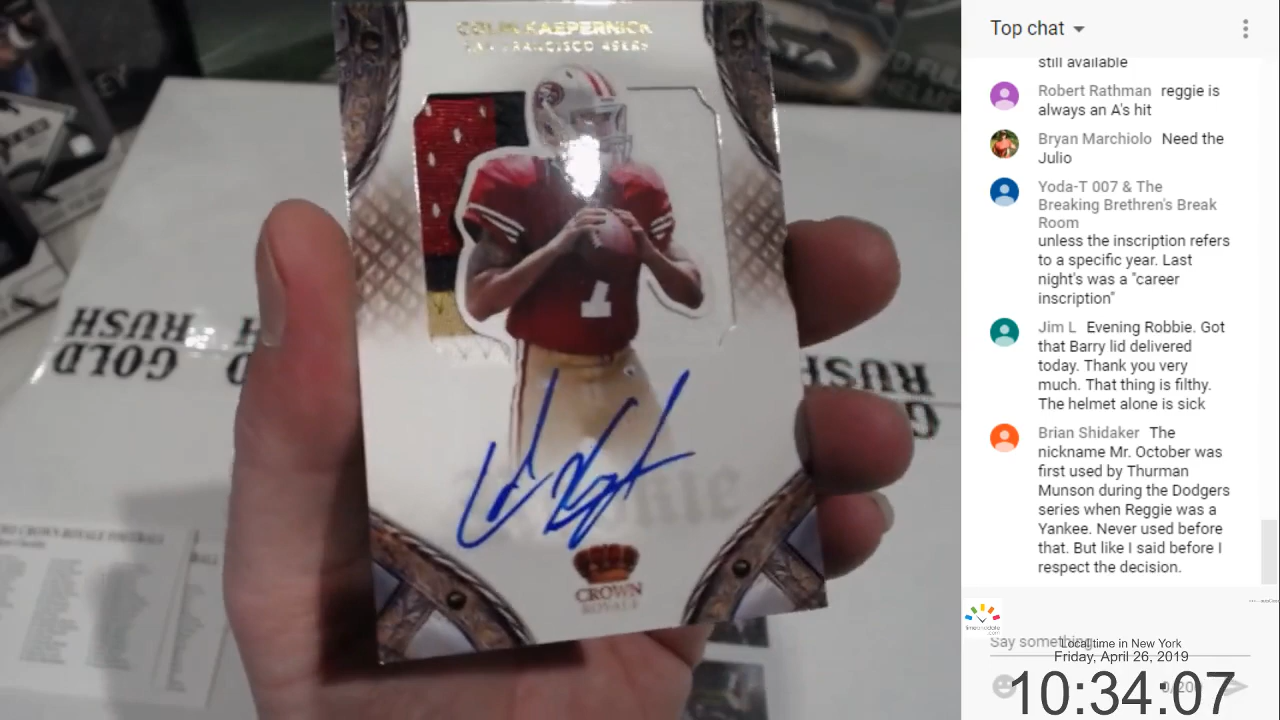 COLIN KAEPERNICK
SAN FRANCISCO 49ERS
1
CROWN
ROYALE
GOLD
RUSH
RUSH
Top chat
still available
Robert Rathman reggie is
always an A's hit
Bryan Marchiolo Need the
Julio
Yoda-T 007 & The
Breaking Brethren's Break
Room
unless the inscription refers
to a specific year. Last
night's was a "career
inscription"
Jim L Evening Robbie. Got
that Barry lid delivered
today. Thank you very
much. That thing is filthy.
The helmet alone is sick
Brian Shidaker The
nickname Mr. October was
first used by Thurman
Munson during the Dodgers
series when Reggie was a
Yankee. Never used before
that. But like I said before I
respect the decision.
Say something...
Local time in New York
Friday, April 26, 2019
10:34:07
0/200